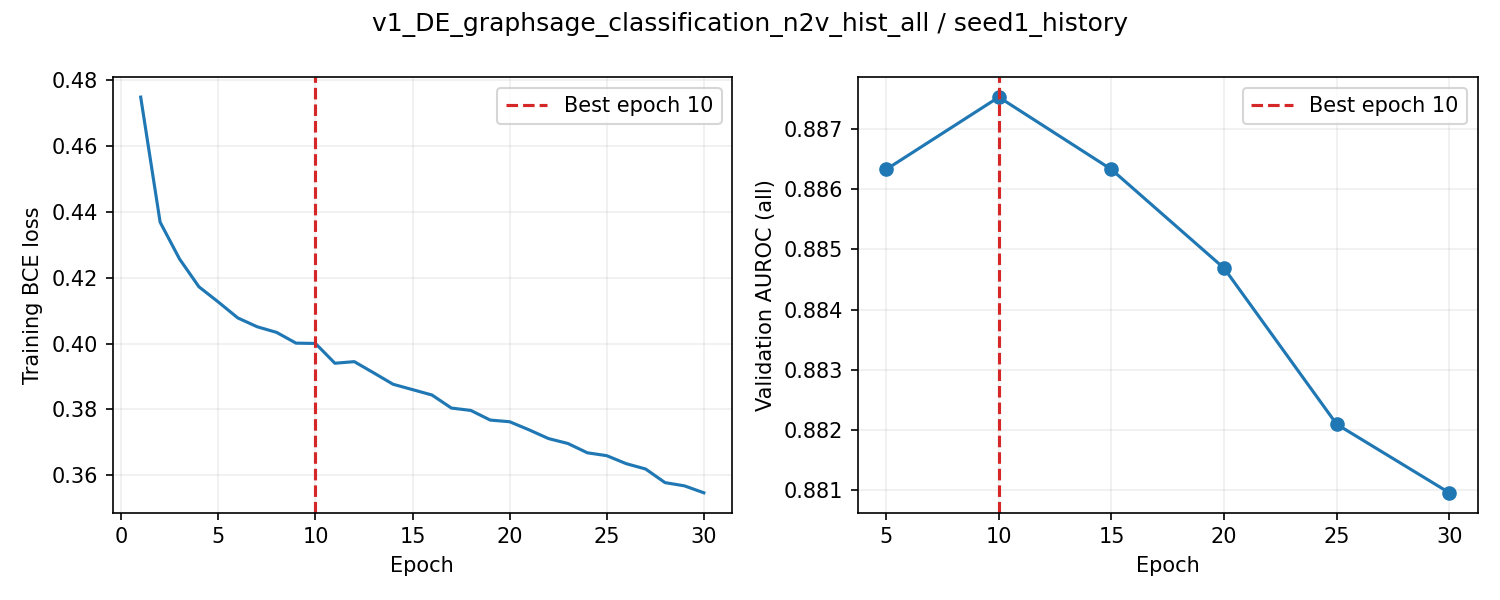 v1_DE_graphsage_classification_n2v_hist_all / seed1_history
Training BCE loss
0.48
0.46
0.44
0.42
0.40
0.38
0.36
Best epoch 10
0 5 10 15 20 25 30
Epoch
Validation AUROC (all)
0.887
0.886
0.885
0.884
0.883
0.882
0.881
Best epoch 10
5 10 15 20 25 30
Epoch